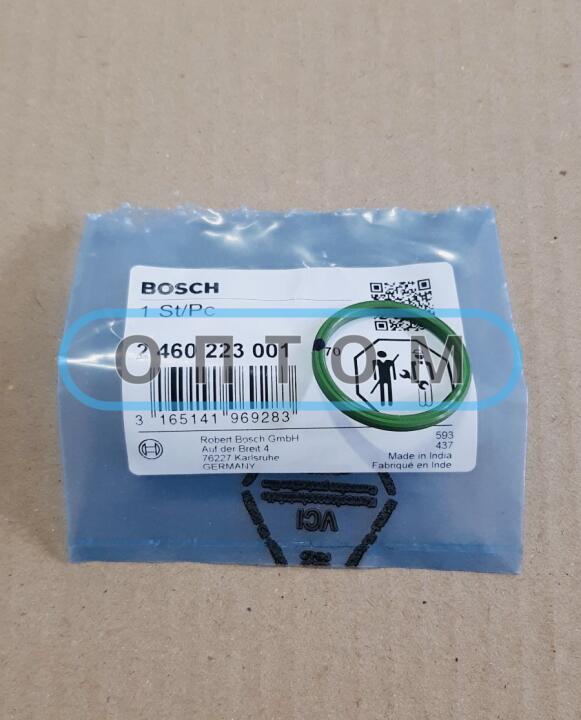 BOSCH
1 St/Pc
2 460 223 001
70
ОПТОМ
3 165141 969283
Robert Bosch GmbH
Auf der Breit 4
76227 Karlsruhe
GERMANY
593
437
Made in India
Fabriqué en Inde
VCI